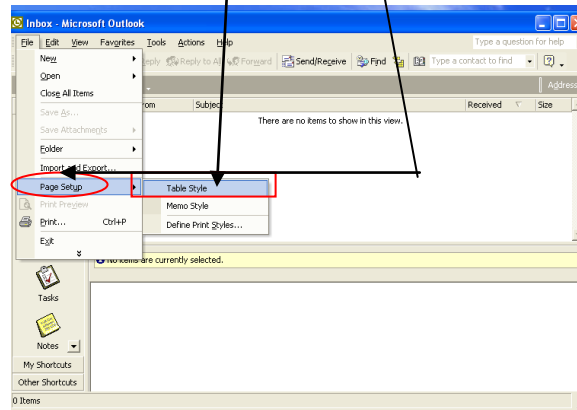 Inbox - Microsoft Outlook
File Edit View Favorites Tools Actions Help Type a question for help
Reply to All Forward Send/Receive Find Type a contact to find
New
Open
Close All Items
Address
From Subject Received Size
Save As...
There are no items to show in this view.
Save Attachments
Folder
Import and Export...
Page Setup Table Style
Print Preview Memo Style
Print... Ctrl+P Define Print Styles...
Exit
No items are currently selected.
Tasks
Notes
My Shortcuts
Other Shortcuts
0 Items